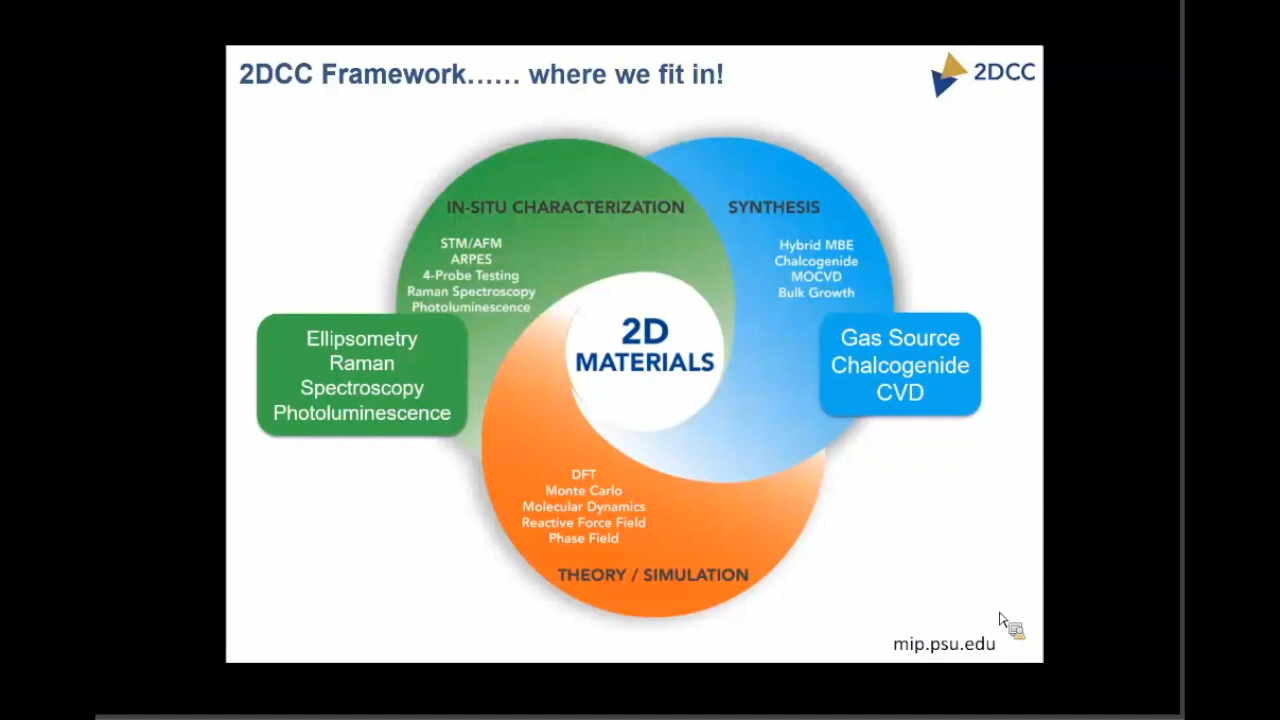 2DCC Framework…… where we fit in!
2DCC
IN-SITU CHARACTERIZATION
STM/AFM
ARPES
4-Probe Testing
Raman Spectroscopy
Photoluminescence
SYNTHESIS
Hybrid MBE
Chalcogenide
MOCVD
Bulk Growth
2D
MATERIALS
Ellipsometry
Raman
Spectroscopy
Photoluminescence
Gas Source
Chalcogenide
CVD
DFT
Monte Carlo
Molecular Dynamics
Reactive Force Field
Phase Field
THEORY / SIMULATION
mip.psu.edu